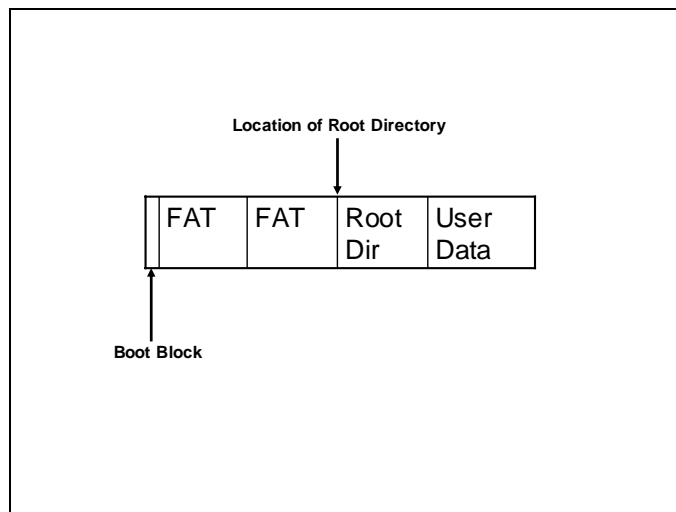 Location of Root Directory
FAT FAT Root User
Dir Data
Boot Block